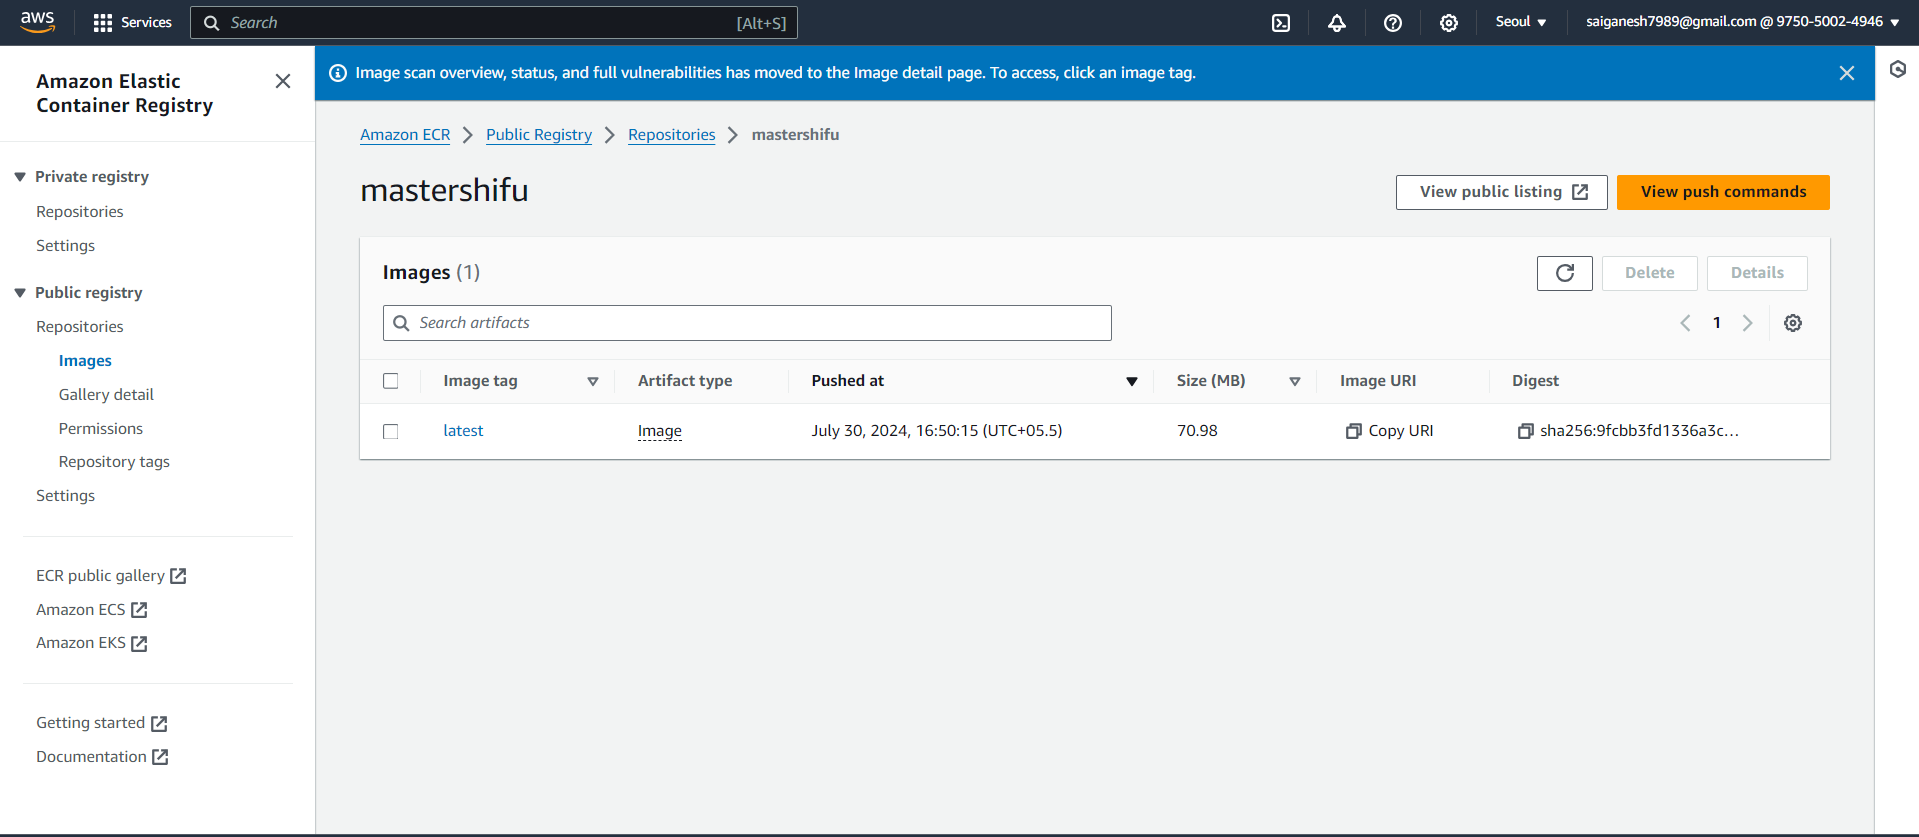 aws
Services
Search
[Alt+S]
Seoul
saiganesh7989@gmail.com @ 9750-5002-4946
Amazon Elastic
Container Registry
Private registry
Repositories
Settings
Public registry
Repositories
Images
Gallery detail
Permissions
Repository tags
Settings
ECR public gallery
Amazon ECS
Amazon EKS
Getting started
Documentation
Image scan overview, status, and full vulnerabilities has moved to the Image detail page. To access, click an image tag.
Amazon ECR > Public Registry > Repositories > mastershifu
mastershifu
View public listing
View push commands
Images (1)
Delete
Details
Search artifacts
1
Image tag Artifact type Pushed at Size (MB) Image URI Digest
latest Image July 30, 2024, 16:50:15 (UTC+05.5) 70.98 Copy URI sha256:9fcbb3fd1336a3c...